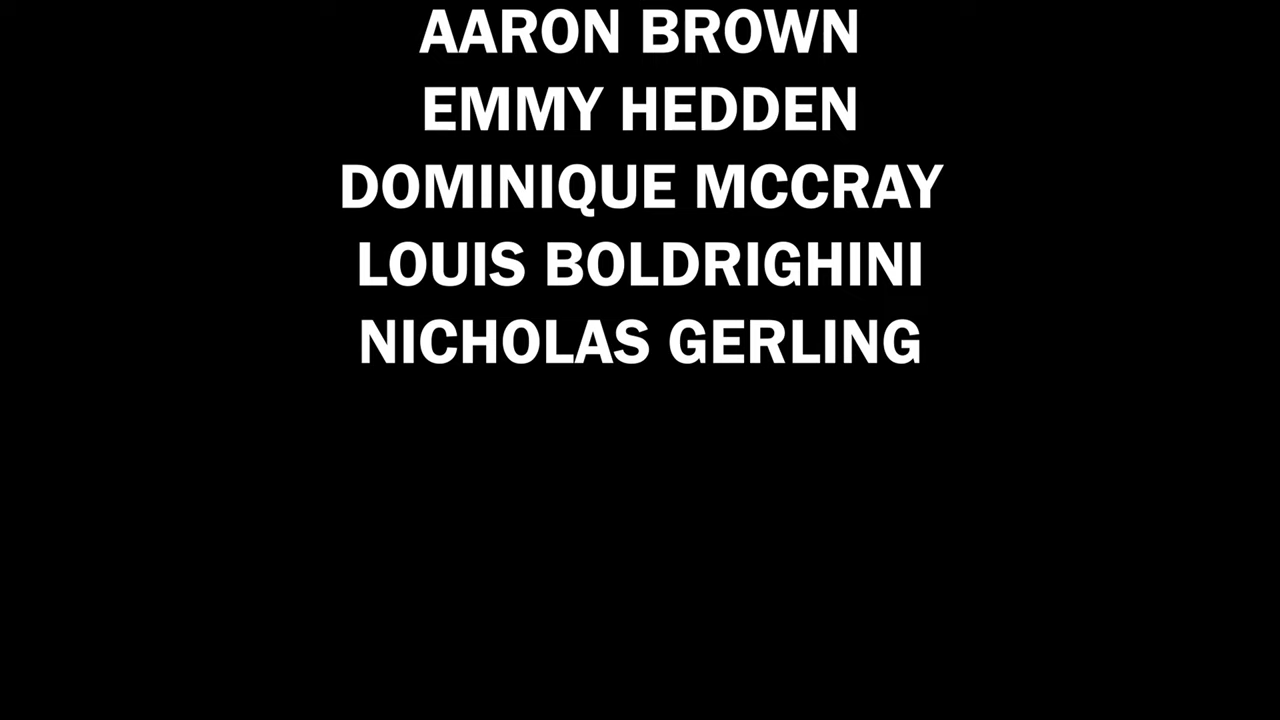 AARON BROWN
EMMY HEDDEN
DOMINIQUE MCCRAY
LOUIS BOLDRIGHINI
NICHOLAS GERLING